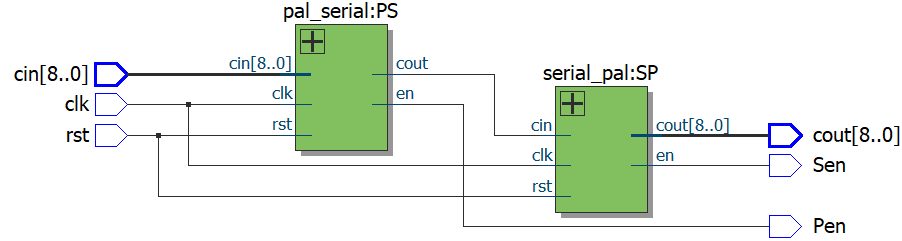 pal_serial:PS
cin[8..0]
clk
rst
cin[8..0]
clk
rst
cout
en
serial_pal:SP
cin
clk
rst
cout[8..0]
en
cout[8..0]
Sen
Pen